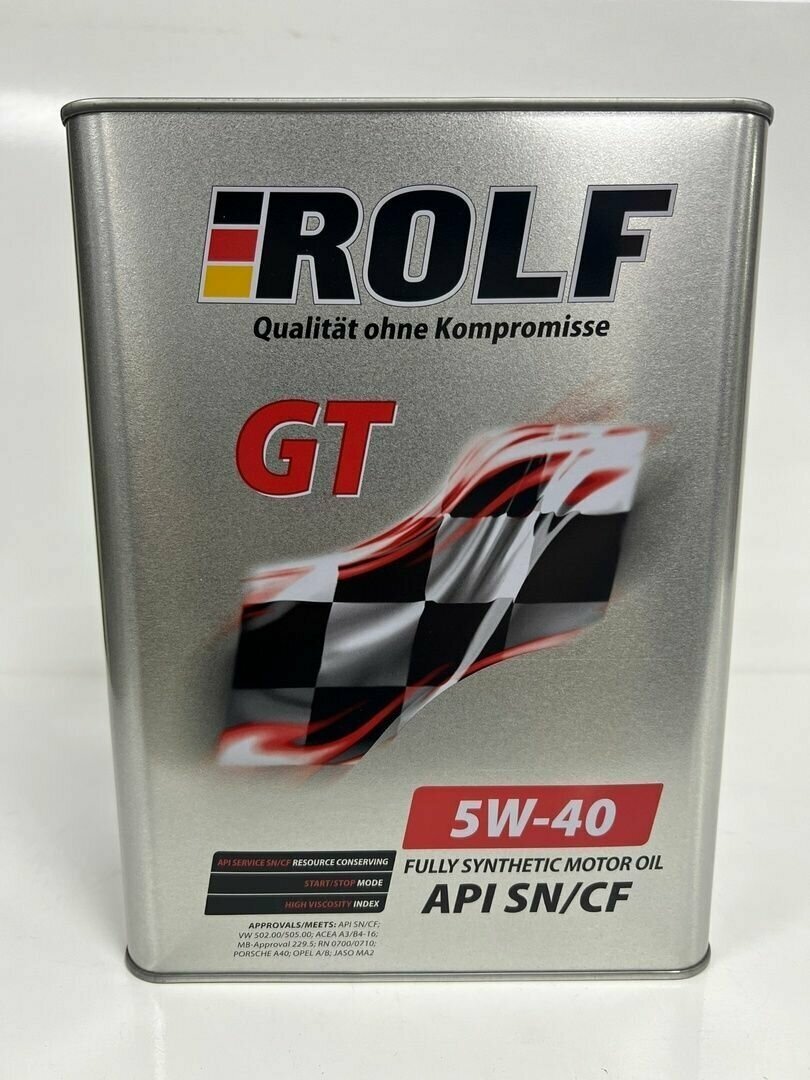 ROLF
Qualität ohne Kompromisse
GT
5W-40
FULLY SYNTHETIC MOTOR OIL
API SN/CF
API SERVICE SN/CF RESOURCE CONSERVING
START/STOP MODE
HIGH VISCOSITY INDEX
APPROVALS/MEETS: API SN/CF;
VW 502.00/505.00; ACEA A3/B4-16;
MB-Approval 229.5; RN 0700/0710;
PORSCHE A40; OPEL A/B; JASO MA2